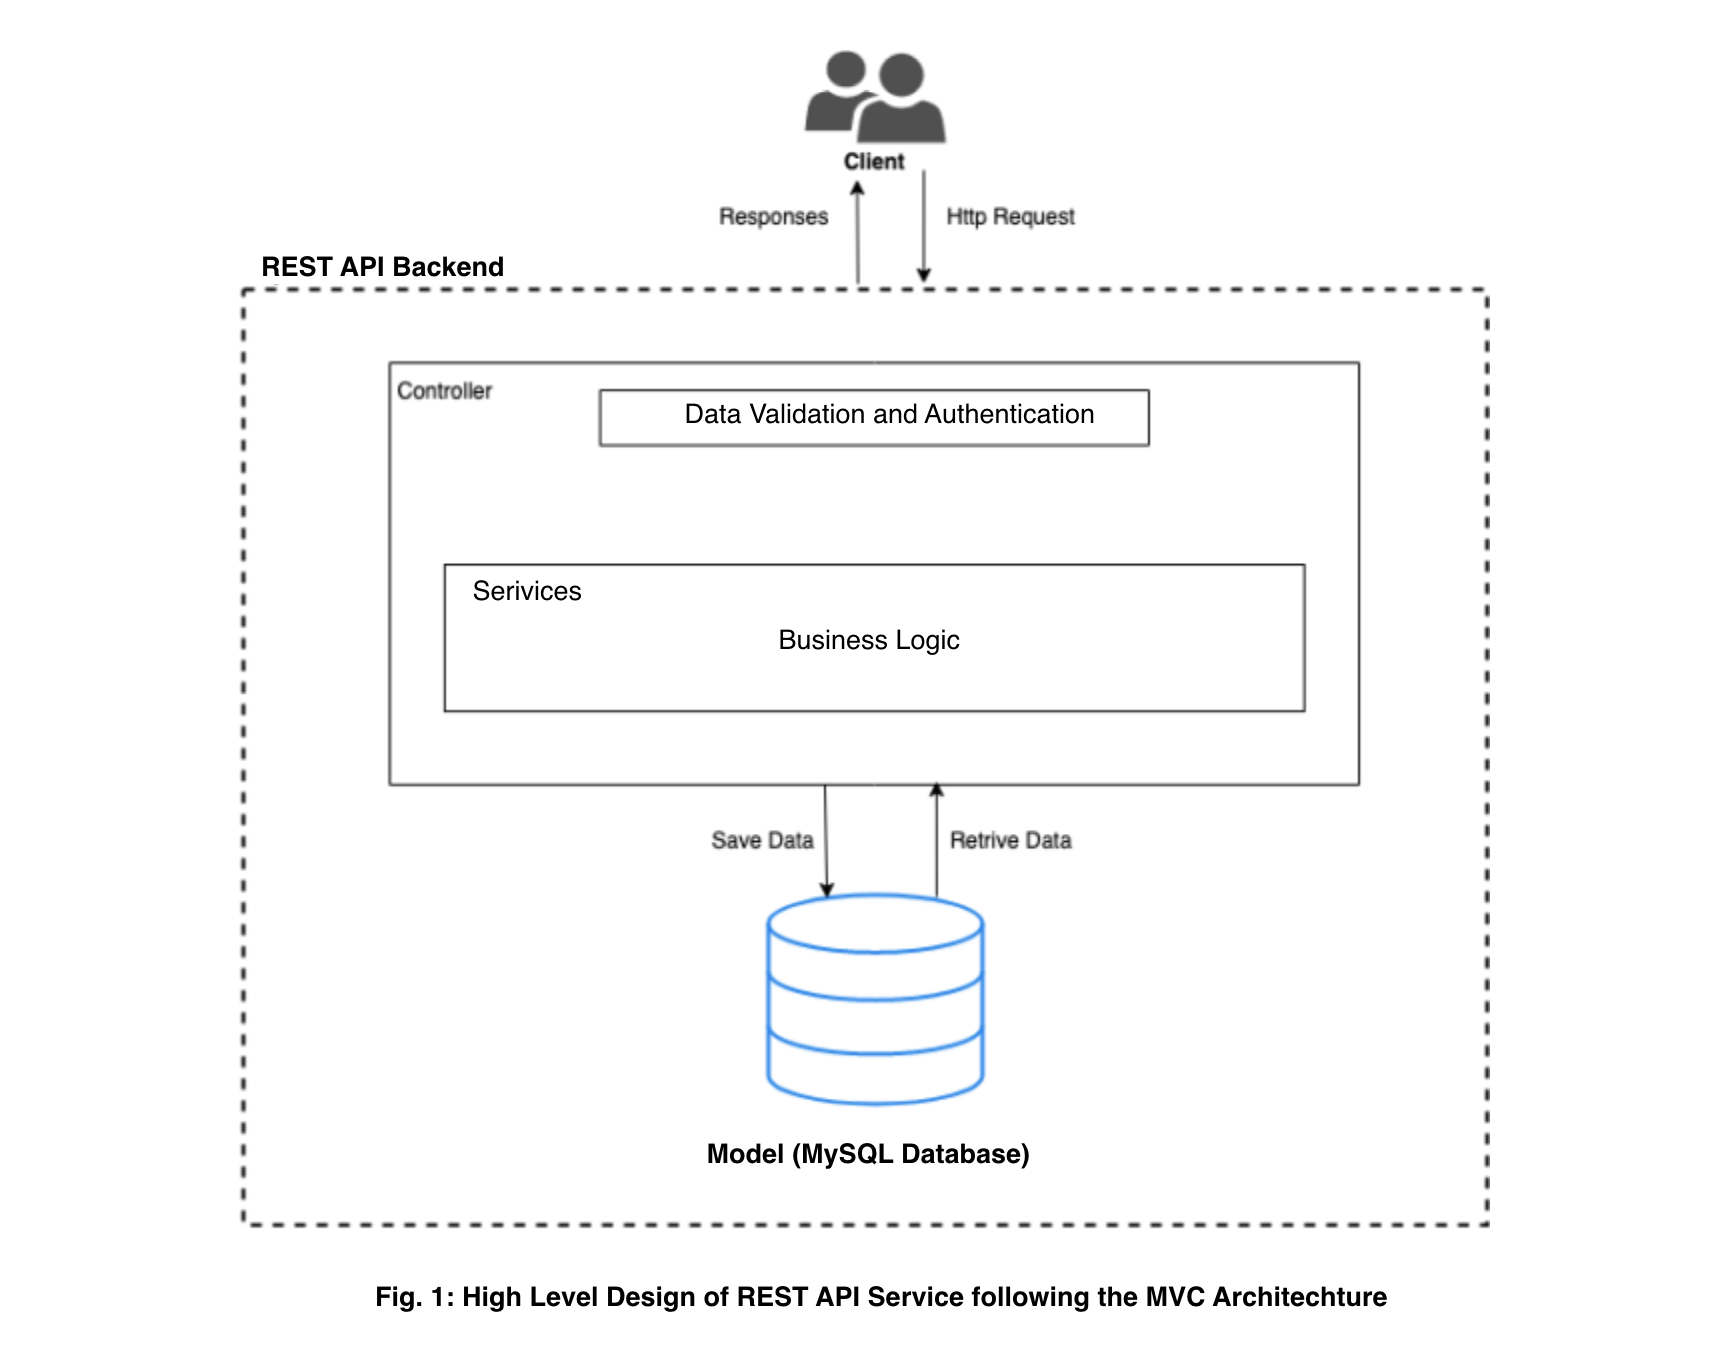 Client
Responses
Http Request
REST API Backend
Controller
Data Validation and Authentication
Serivices
Business Logic
Save Data
Retrive Data
Model (MySQL Database)
Fig. 1: High Level Design of REST API Service following the MVC Architechture